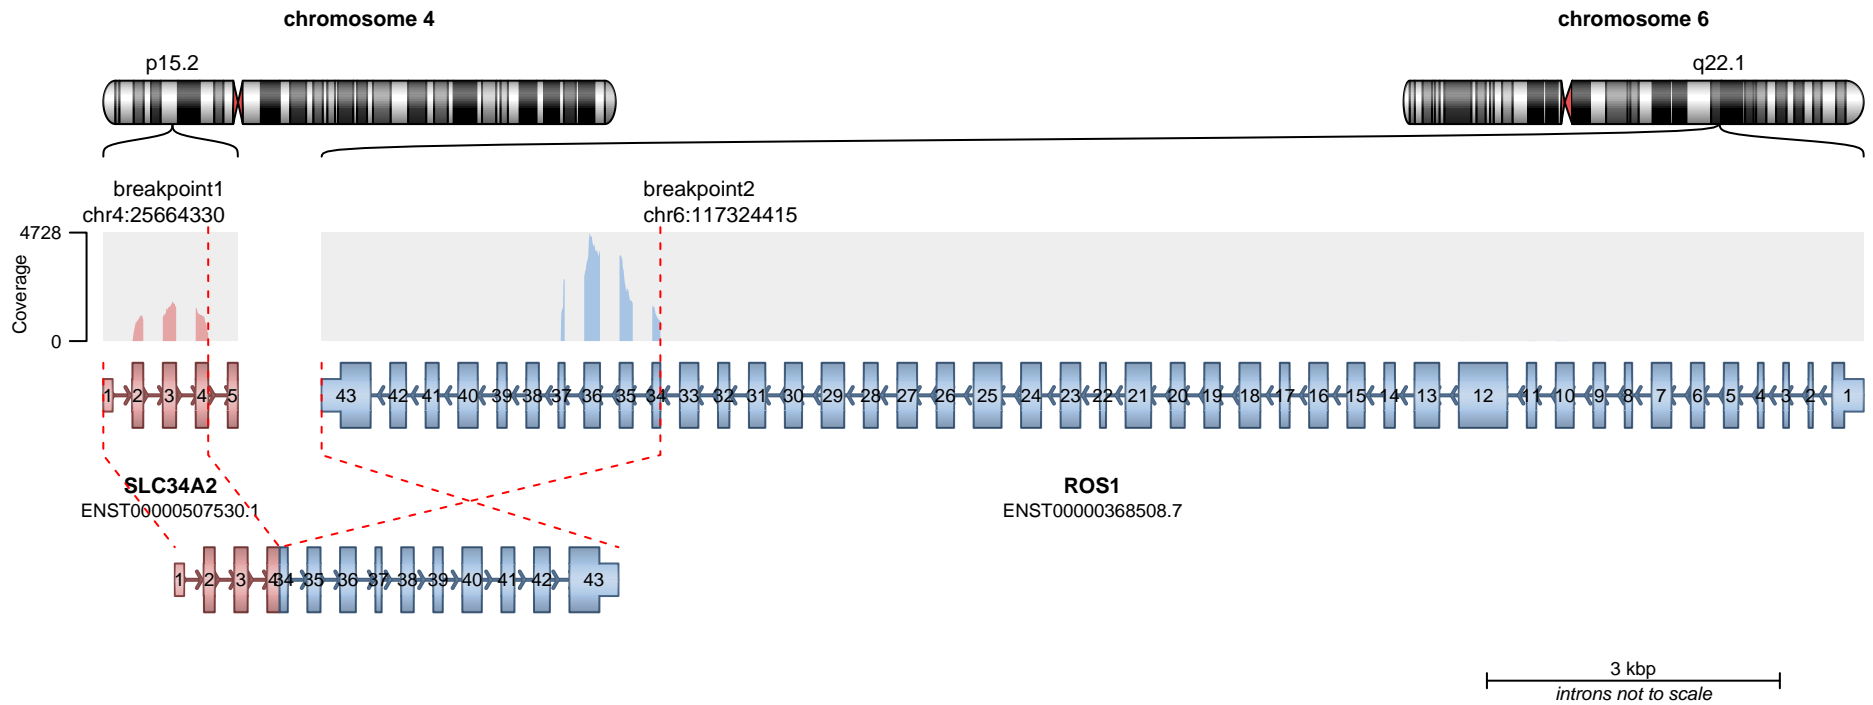 chromosome 4
chromosome 6
p15.2
q22.1
breakpoint1
chr4:25664330
breakpoint2
chr6:117324415
4728
Coverage
0
1 2 3 4 5
43 42 41 40 39 38 37 36 35 34 33 32 31 30 29 28 27 26 25 24 23 22 21 20 19 18 17 16 15 14 13 12 11 10 9 8 7 6 5 4 3 2 1
SLC34A2
ENST00000507530.1
ROS1
ENST00000368508.7
1 2 3 4 34 35 36 37 38 39 40 41 42 43
3 kbp
introns not to scale